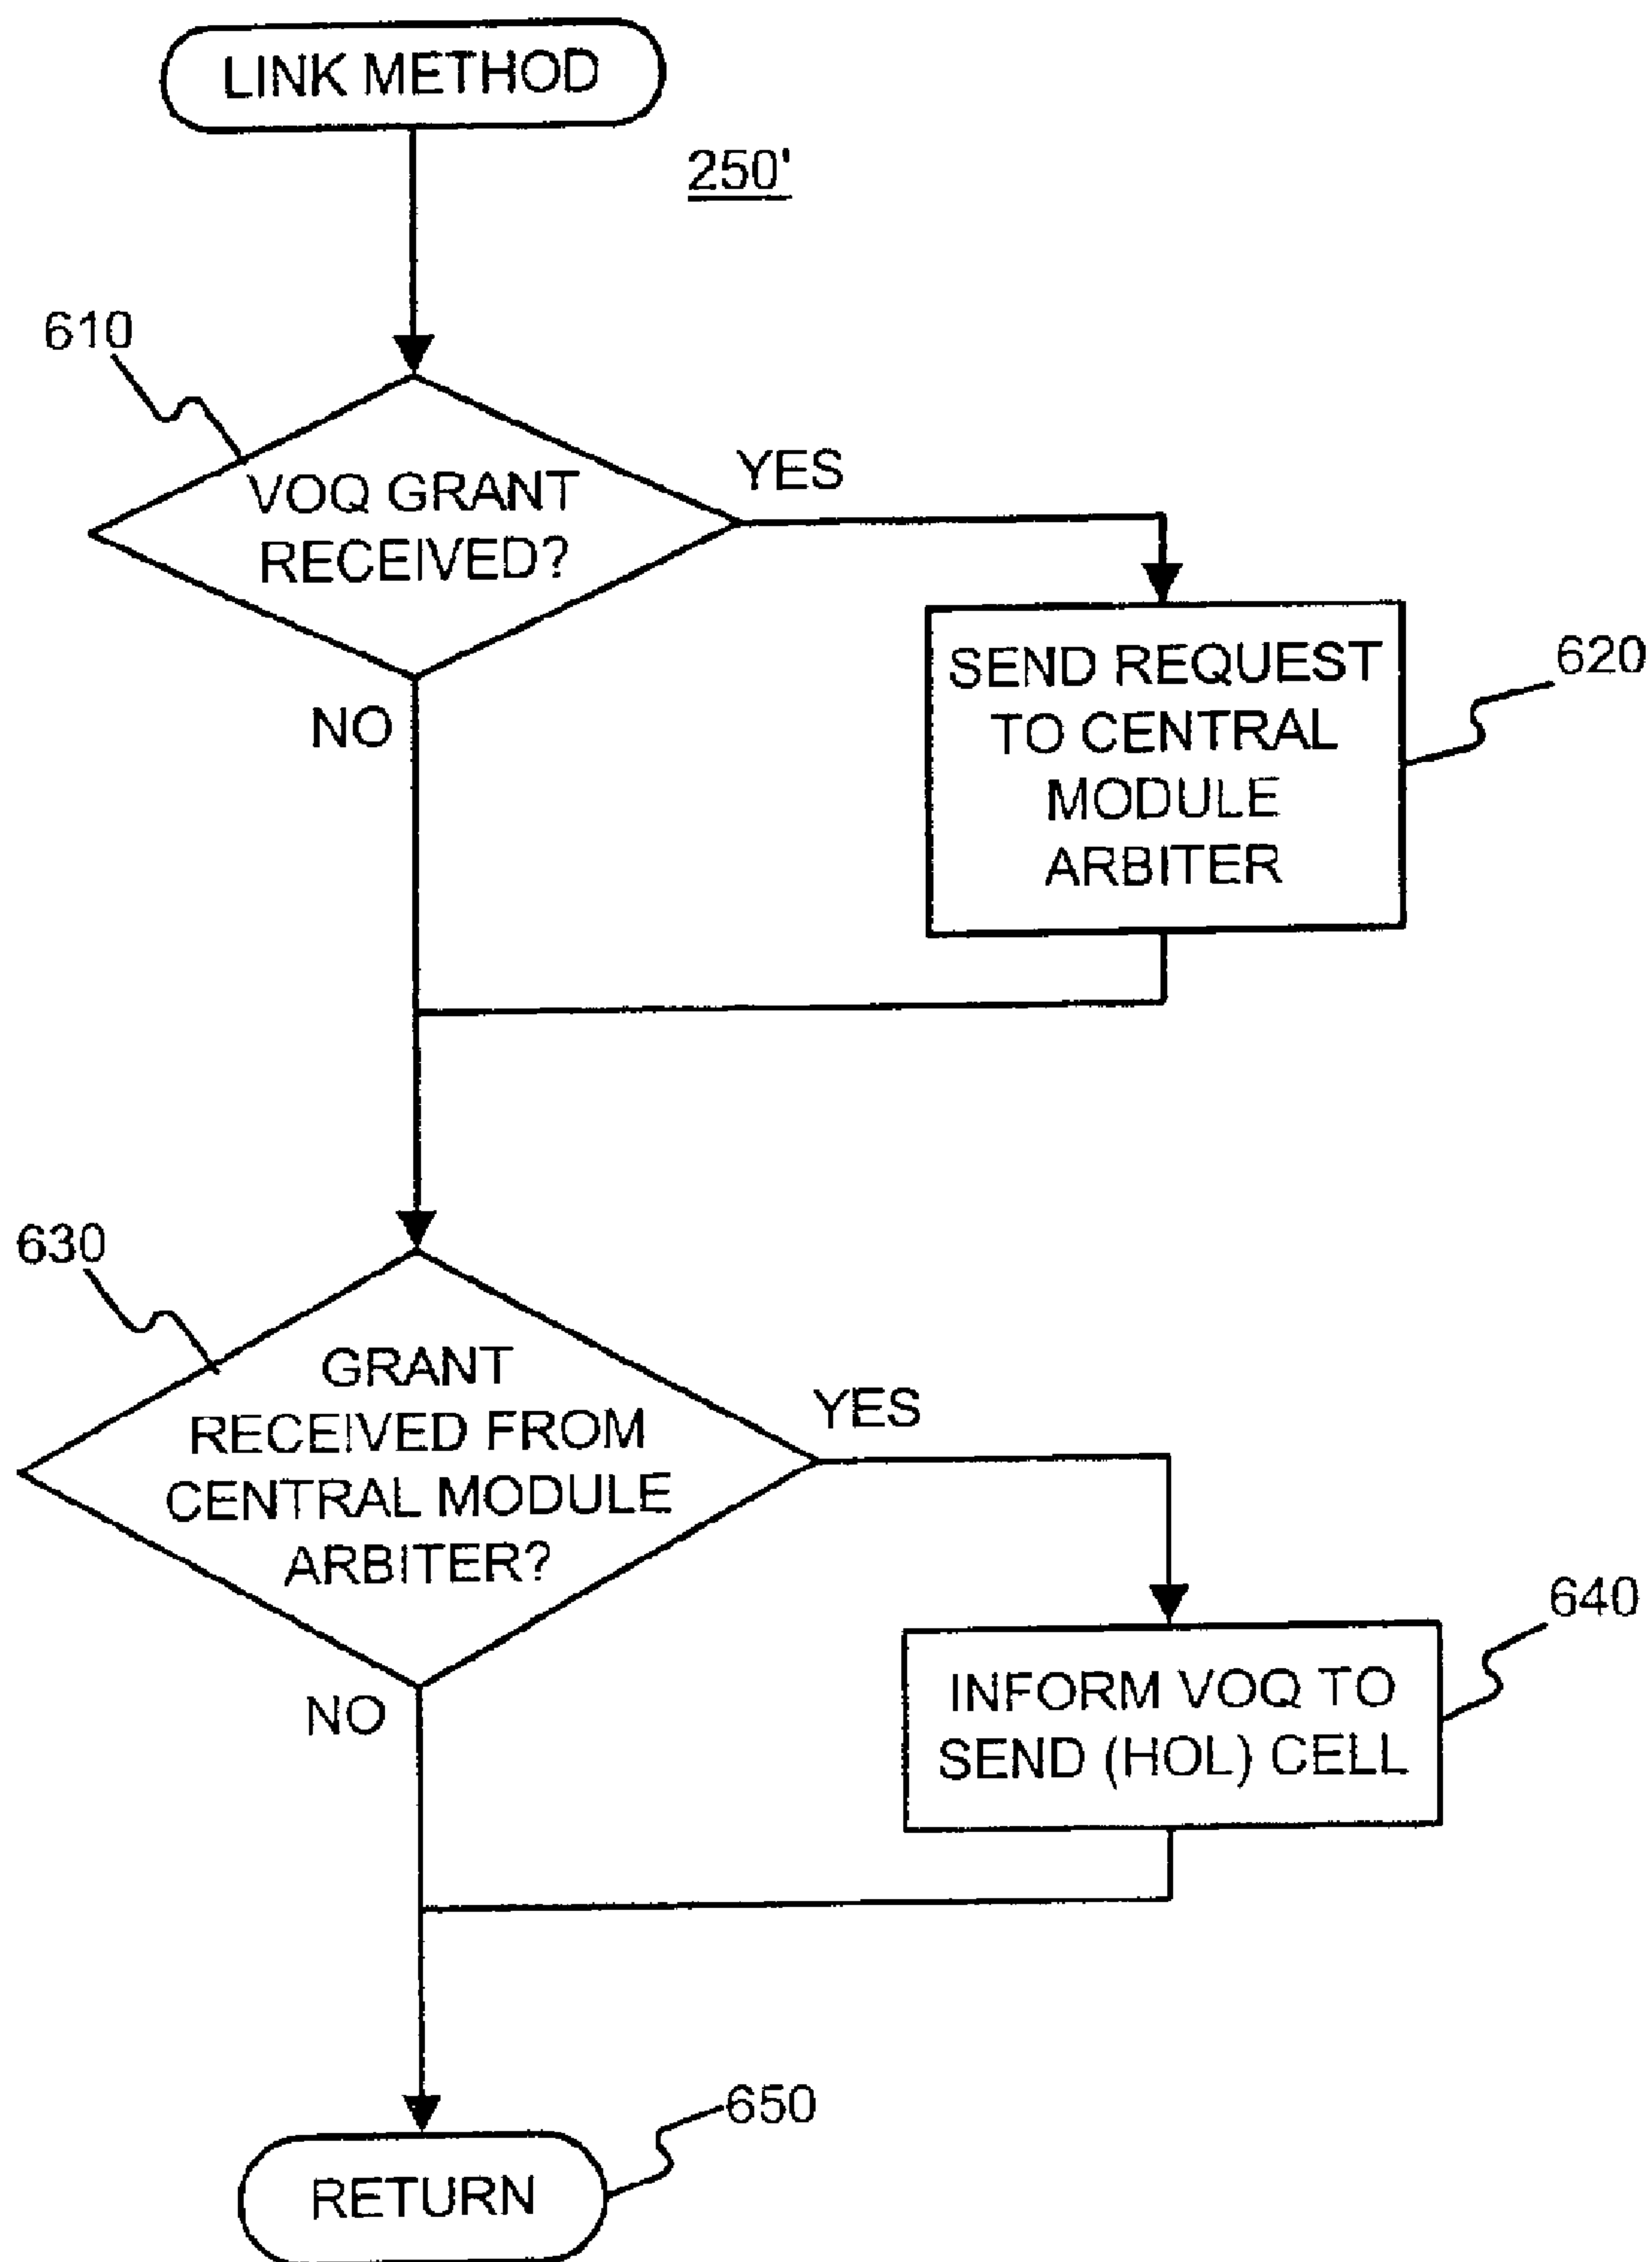 LINK METHOD
250'
610
VOQ GRANT
RECEIVED?
YES
NO
SEND REQUEST
TO CENTRAL
MODULE
ARBITER
620
630
GRANT
RECEIVED FROM
CENTRAL MODULE
ARBITER?
YES
NO
INFORM VOQ TO
SEND (HOL) CELL
640
650
RETURN